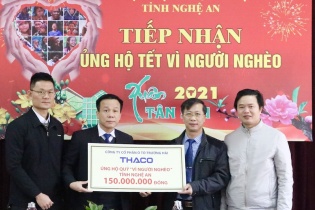 TỈNH NGHỆ AN
TIẾP NHẬN
ỦNG HỘ TẾT VÌ NGƯỜI NGHÈO
Xuân 2021
TÂN
CÔNG TY CỔ PHẦN Ô TÔ TRƯỜNG HẢI
THACO
ỦNG HỘ QUỸ "VÌ NGƯỜI NGHÈO"
TỈNH NGHỆ AN
150.000.000 ĐỒNG